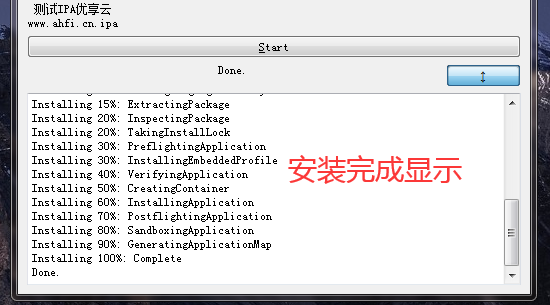 测试IPA优享云
www.ahfi.cn.ipa
Start
Done.
Installing 15%: ExtractingPackage
Installing 20%: InspectingPackage
Installing 20%: TakingInstallLock
Installing 30%: PreflightingApplication
Installing 30%: InstallingEmbeddedProfile
Installing 40%: VerifyingApplication
Installing 50%: CreatingContainer
Installing 60%: InstallingApplication
Installing 70%: PostflightingApplication
Installing 80%: SandboxingApplication
Installing 90%: GeneratingApplicationMap
Installing 100%: Complete
Done.
安装完成显示